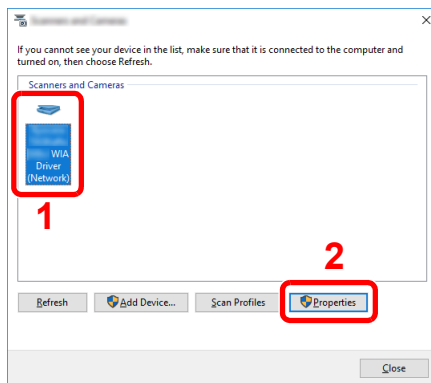 If you cannot see your device in the list, make sure that it is connected to the computer and
turned on, then choose Refresh.
Scanners and Cameras
WIA
Driver
(Network)
1
2
Refresh
Add Device...
Scan Profiles
Properties
Close